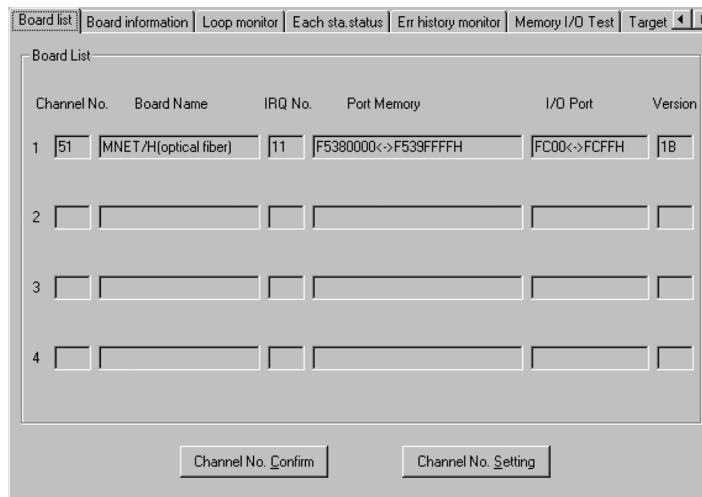 Board list Board information Loop monitor Each sta.status Err history monitor Memory I/O Test Target
Board List
Channel No. Board Name IRQ No. Port Memory I/O Port Version
1 51 MNET/H(optical fiber) 11 F5380000<->F539FFFFH FC00<->FCFFH 1B
2
3
4
Channel No. Confirm Channel No. Setting